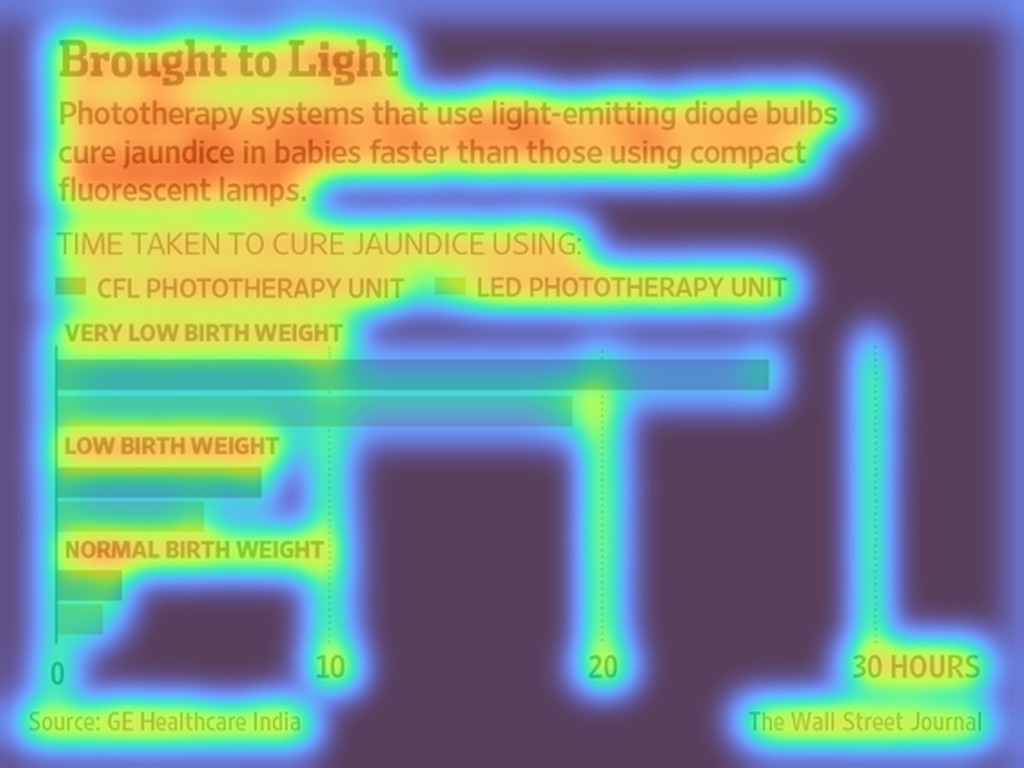 Brought to Light
Phototherapy systems that use light-emitting diode bulbs
cure jaundice in babies faster than those using compact
fluorescent lamps.
TIME TAKEN TO CURE JAUNDICE USING:
CFL PHOTOTHERAPY UNIT LED PHOTOTHERAPY UNIT
VERY LOW BIRTH WEIGHT
LOW BIRTH WEIGHT
NORMAL BIRTH WEIGHT
0 10 20 30 HOURS
Source: GE Healthcare India The Wall Street Journal